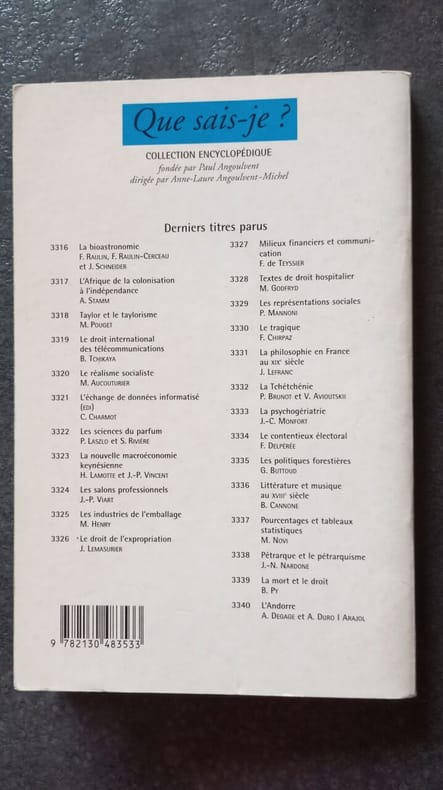 Que sais-je ?
COLLECTION ENCYCLOPÉDIQUE
fondée par Paul Angoulvent
dirigée par Anne-Laure Angoulvent-Michel
Derniers titres parus
3316 La bioastronomie
F. RAULIN, F. RAULIN-CERCEAU
et J. SCHNEIDER
3317 L'Afrique de la colonisation
à l'indépendance
A. STAMM
3318 Taylor et le taylorisme
M. POUGET
3319 Le droit international
des télécommunications
B. TCHIKAYA
3320 Le réalisme socialiste
M. AUCOUTURIER
3321 L'échange de données informatisé
(EDI)
C. CHARMOT
3322 Les sciences du parfum
P. LASZLO et S. RIVIÈRE
3323 La nouvelle macroéconomie
keynésienne
H. LAMOTTE et J.-P. VINCENT
3324 Les salons professionnels
J.-P. VIART
3325 Les industries de l'emballage
M. HENRY
3326 Le droit de l'expropriation
J. LEMASURIER
3327 Milieux financiers et communi-
cation
F. de TEYSSIER
3328 Textes de droit hospitalier
M. GODFRYD
3329 Les représentations sociales
P. MANNONI
3330 Le tragique
F. CHIRPAZ
3331 La philosophie en France
au XIXe siècle
J. LEFRANC
3332 La Tchétchénie
P. BRUNOT et V. AVIOUTSKII
3333 La psychogériatrie
J.-C. MONFORT
3334 Le contentieux électoral
F. DELPÉRÉE
3335 Les politiques forestières
G. BUTTOUD
3336 Littérature et musique
au XVIIIe siècle
B. CANNONE
3337 Pourcentages et tableaux
statistiques
M. NOVI
3338 Pétrarque et le pétrarquisme
J.-N. NARDONE
3339 La mort et le droit
B. PY
3340 L'Andorre
A. DEGAGE et A. DURO I ARAJOL
9 782130 483533